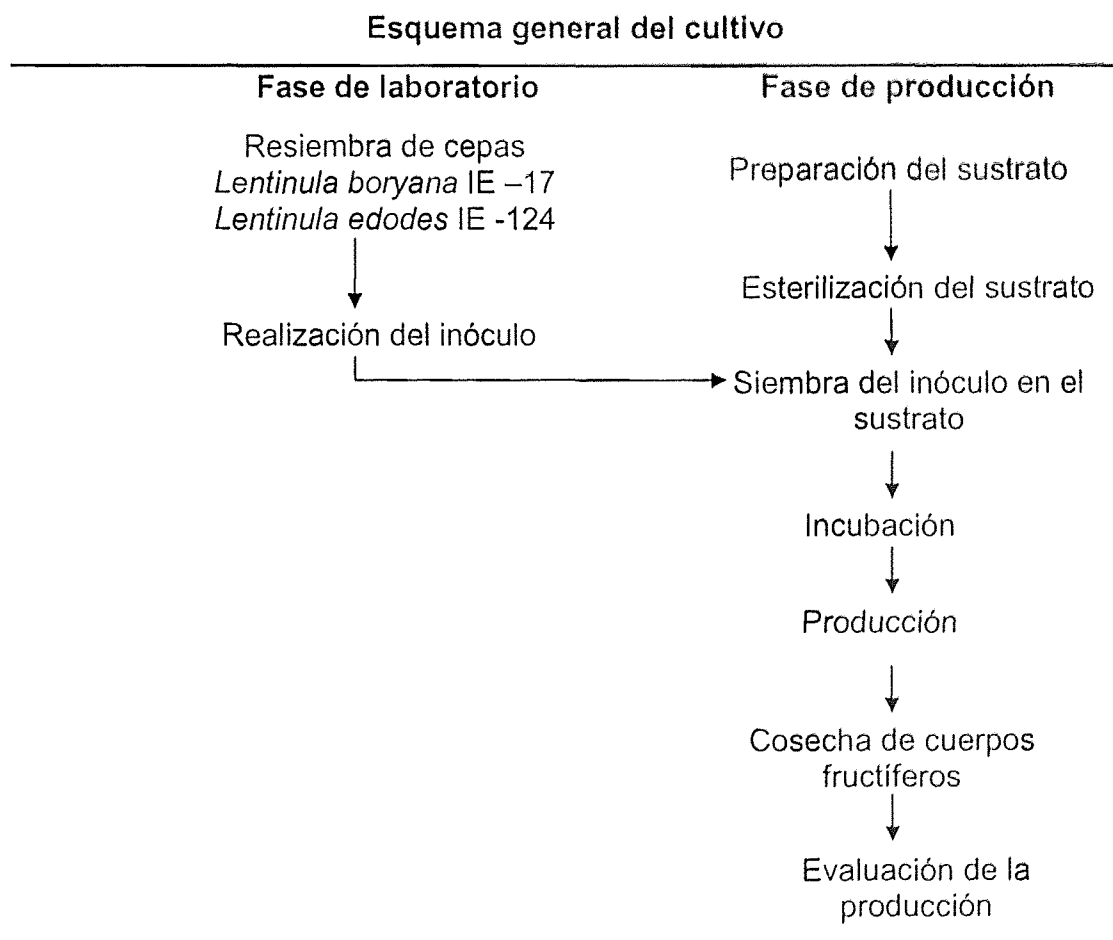 Esquema general del cultivo
Fase de laboratorio
Resiembra de cepas
Lentinula boryana IE –17
Lentinula edodes IE -124
Realización del inóculo
Fase de producción
Preparación del sustrato
Esterilización del sustrato
Siembra del inóculo en el
sustrato
Incubación
Producción
Cosecha de cuerpos
fructíferos
Evaluación de la
producción